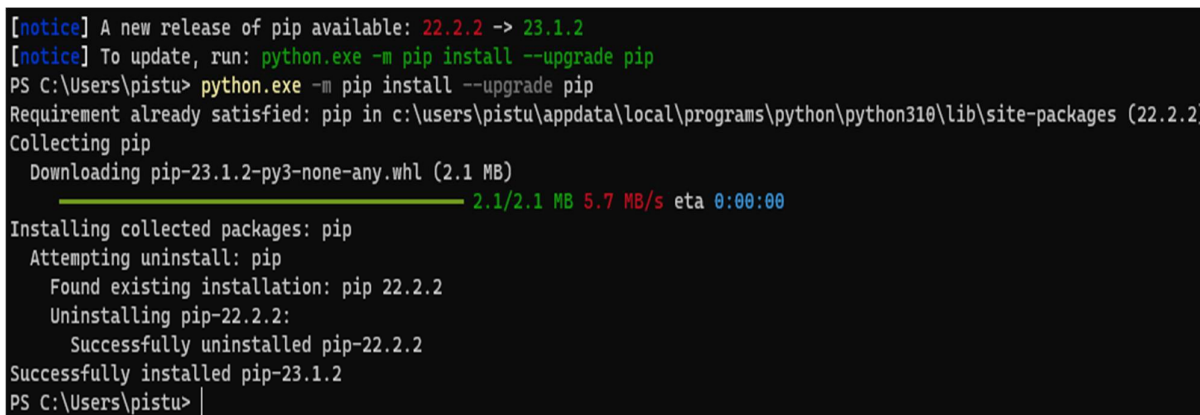 [notice] A new release of pip available: 22.2.2 -> 23.1.2
[notice] To update, run: python.exe -m pip install --upgrade pip
PS C:\Users\pistu> python.exe -m pip install --upgrade pip
Requirement already satisfied: pip in c:\users\pistu\appdata\local\programs\python\python310\lib\site-packages (22.2.2
Collecting pip
  Downloading pip-23.1.2-py3-none-any.whl (2.1 MB)
2.1/2.1 MB 5.7 MB/s eta 0:00:00
Installing collected packages: pip
  Attempting uninstall: pip
    Found existing installation: pip 22.2.2
    Uninstalling pip-22.2.2:
      Successfully uninstalled pip-22.2.2
Successfully installed pip-23.1.2
PS C:\Users\pistu>